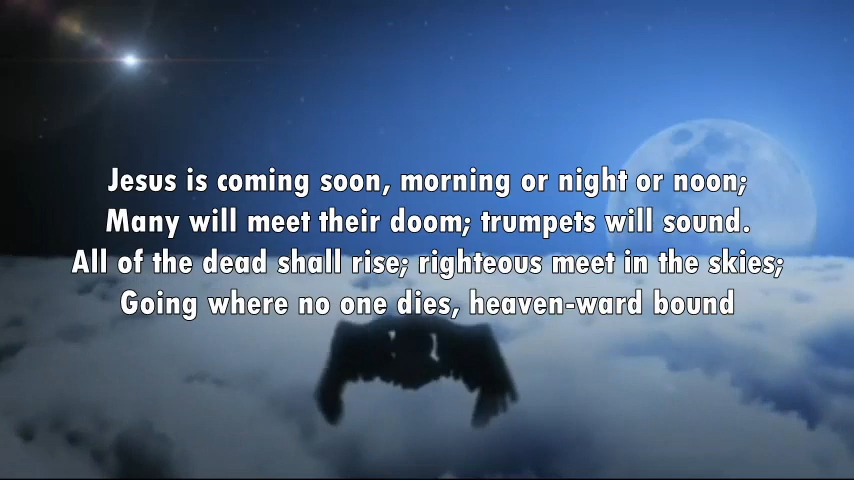 Jesus is coming soon, morning or night or noon;
Many will meet their doom; trumpets will sound.
All of the dead shall rise; righteous meet in the skies;
Going where no one dies, heaven-ward bound